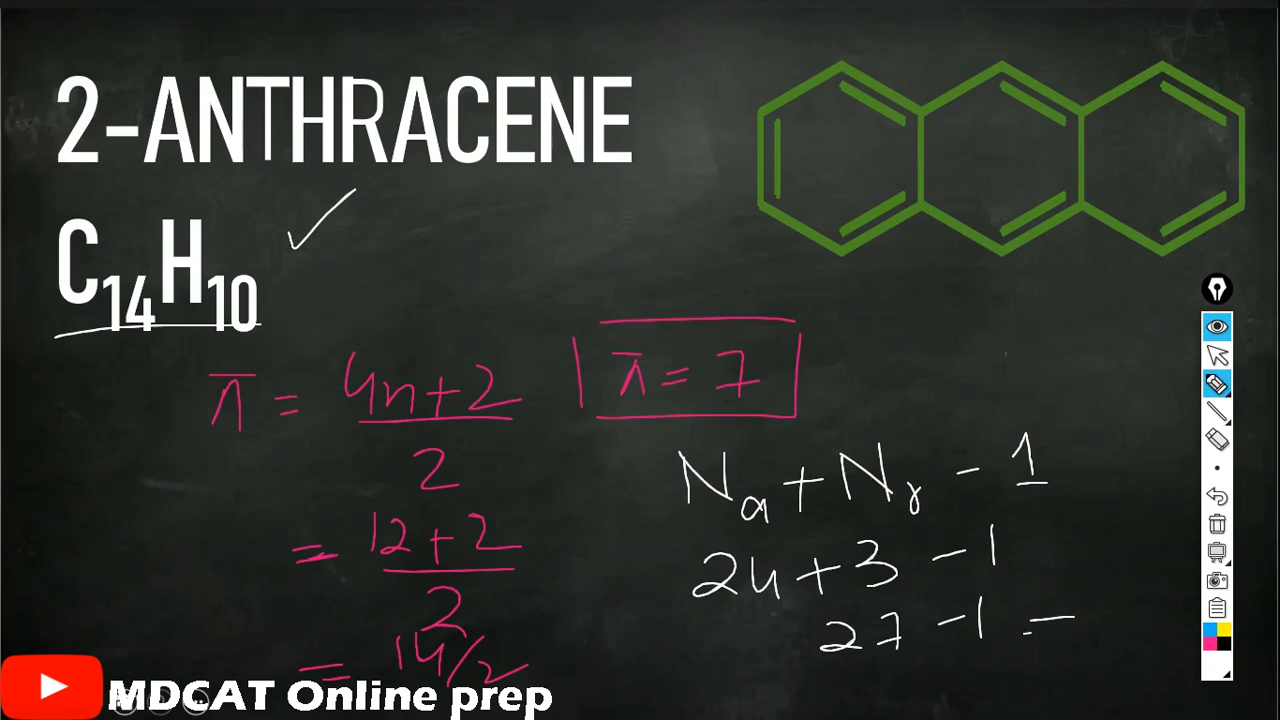 2-ANTHRACENE
C₁₄H₁₀ ✓
π = 4n+2
2
= 12+2
2
= 14/2
π = 7
Na + Nr - 1
24 + 3 - 1
27 - 1 =
MDCAT Online prep